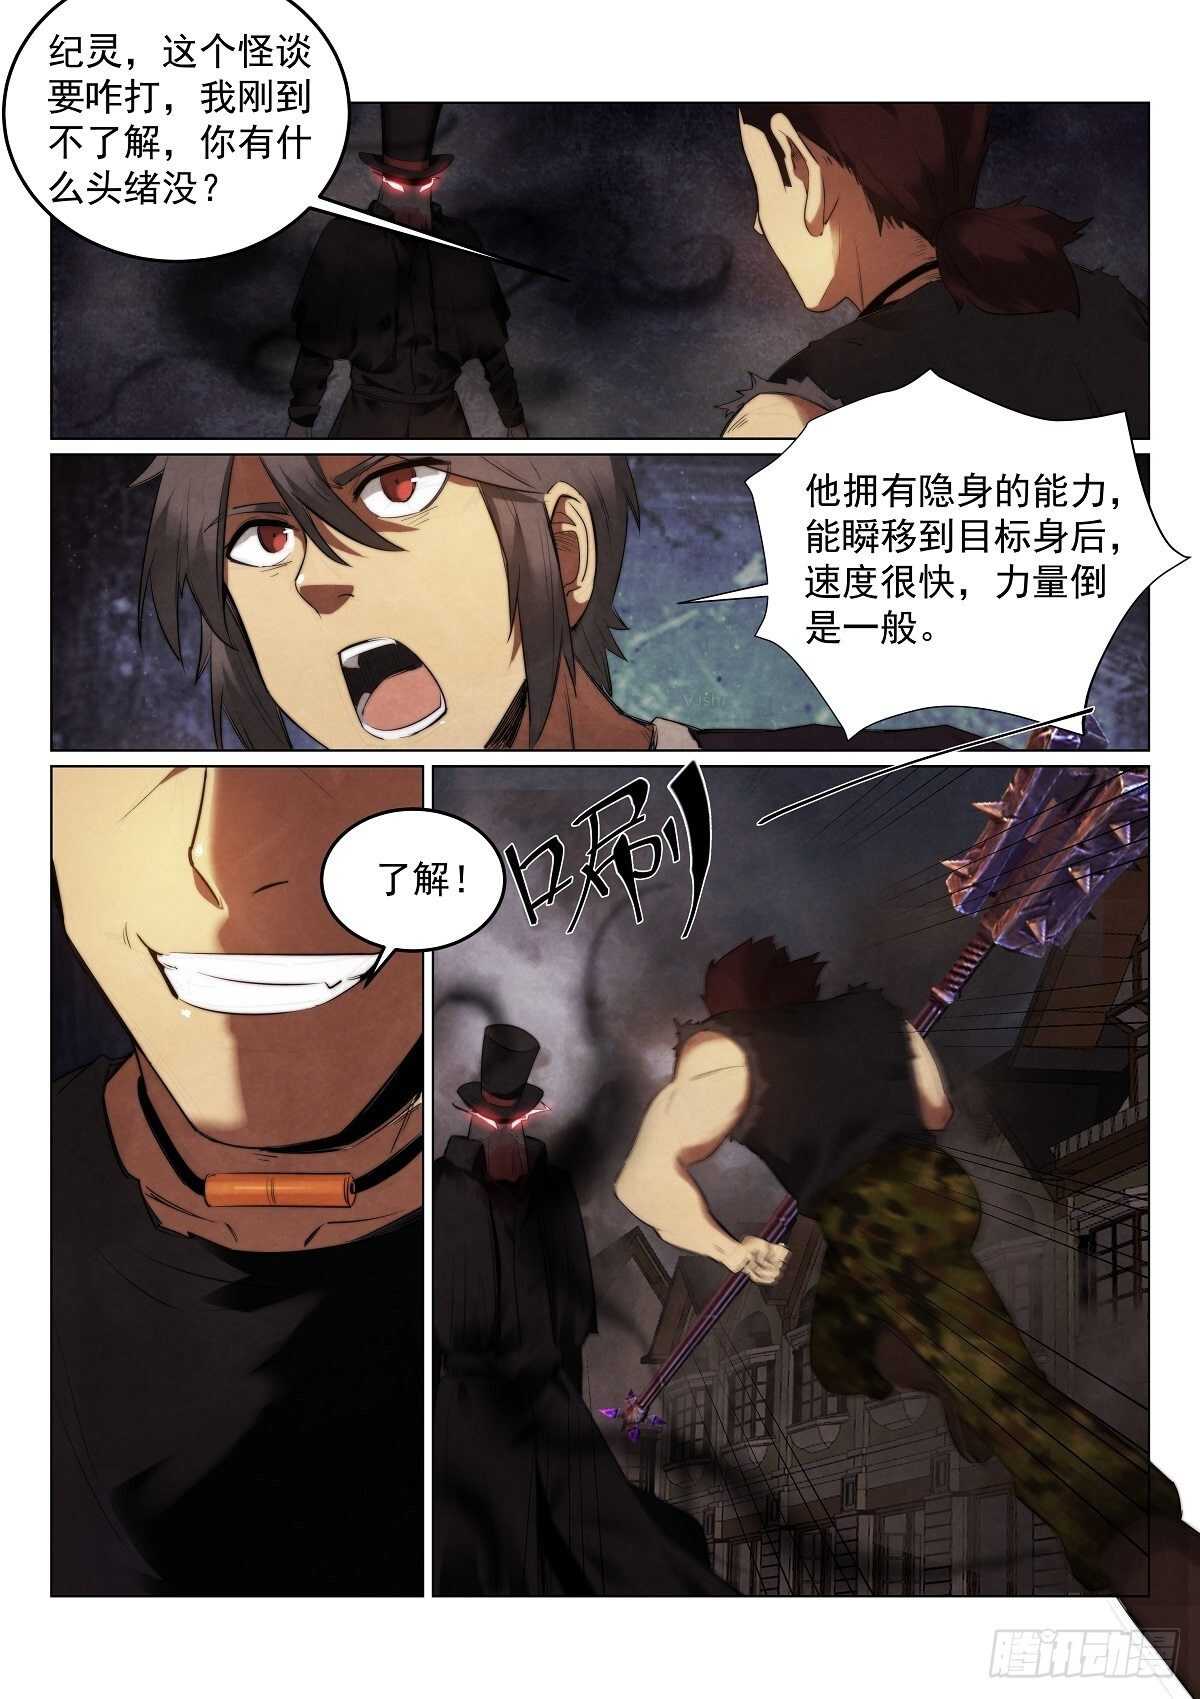 纪灵，这个怪谈
要咋打，我刚到
不了解，你有什
么头绪没？
他拥有隐身的能力，
能瞬移到目标身后，
速度很快，力量倒
是一般。
了解！
唰
腾讯动漫